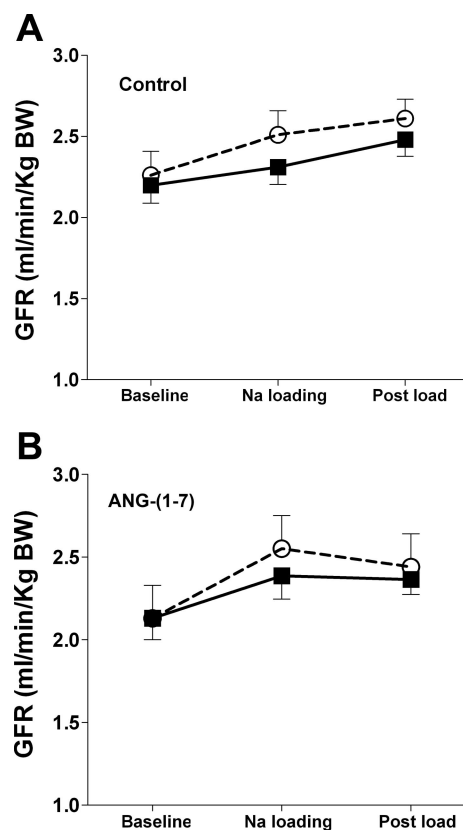 A
Control
GFR (ml/min/Kg BW)
3.0
2.5
2.0
1.5
1.0
Baseline Na loading Post load
B
ANG-(1-7)
GFR (ml/min/Kg BW)
3.0
2.5
2.0
1.5
1.0
Baseline Na loading Post load